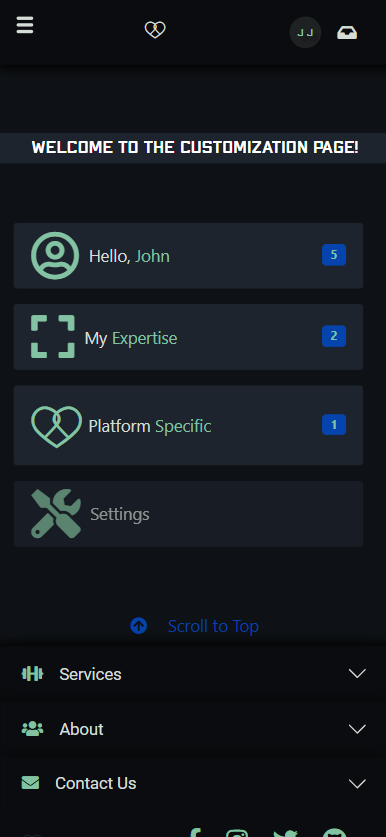 J J
WELCOME TO THE CUSTOMIZATION PAGE!
Hello, John 5
My Expertise 2
Platform Specific 1
Settings
Scroll to Top
Services
About
Contact Us